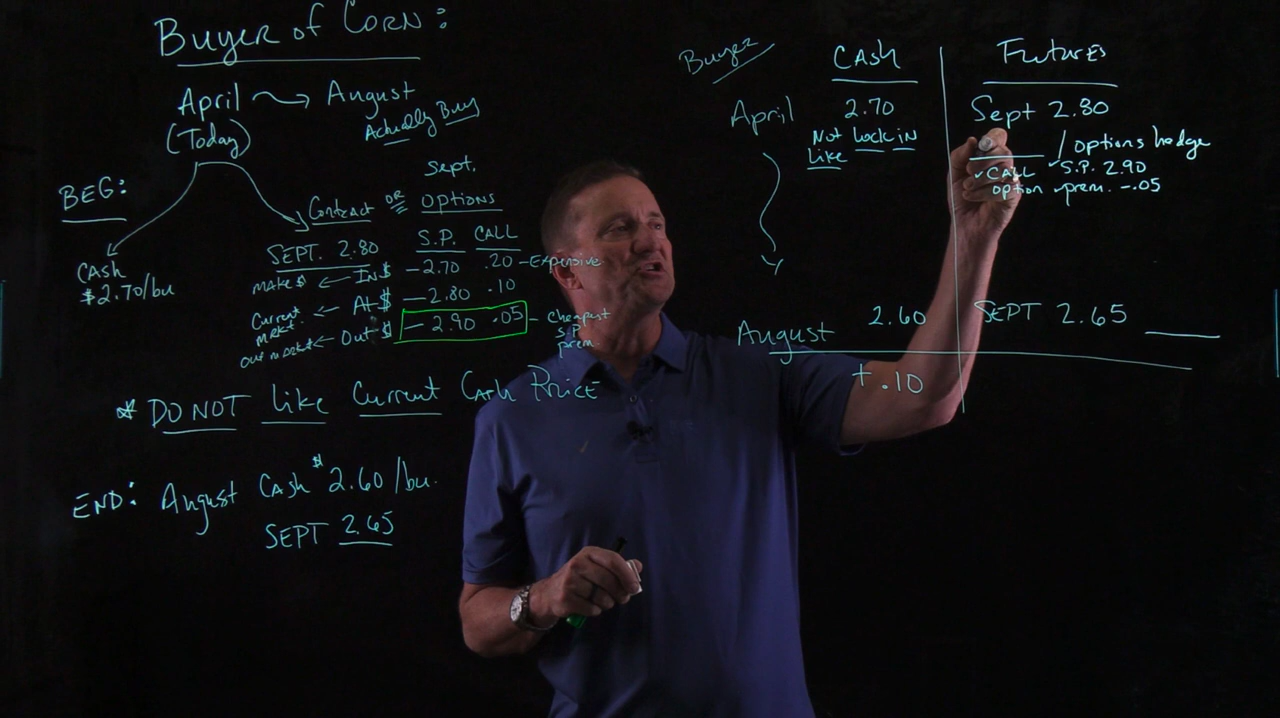 Buyer of Corn:
April → August
(Today)
Actually Buy
BEG:
Cash
$2.70/bu
Contract OR options
sept.
SEPT. 2.80
S.P. CALL
make $ ← IN $ -2.70 .20 - Expensive
Current market. ← At $ -2.80 .10
out market ← Out $ - 2.90 .05 - cheapest
S.P.
prem.
* DO NOT Like Current Cash Price
END: August Cash $2.60/bu.
SEPT 2.65
Buyer
Cash Futures
April 2.70 Sept 2.80
Not Lock in
Like
/ options hedge
✓CALL ✓S.P. 2.90
option ✓prem. -.05
August 2.60 SEPT 2.65
+.10